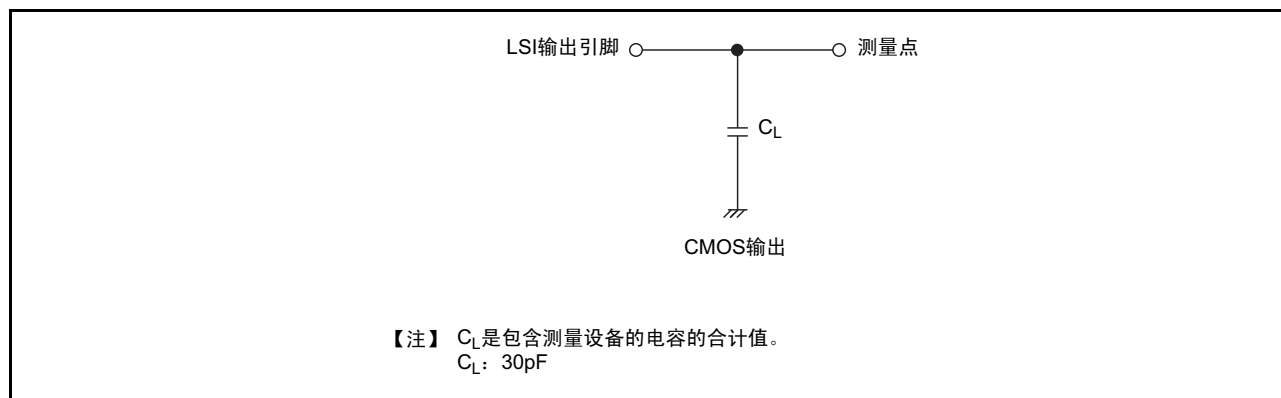 LSI输出引脚
测量点
CL
CMOS输出
【注】 CL是包含测量设备的电容的合计值。
CL：30pF